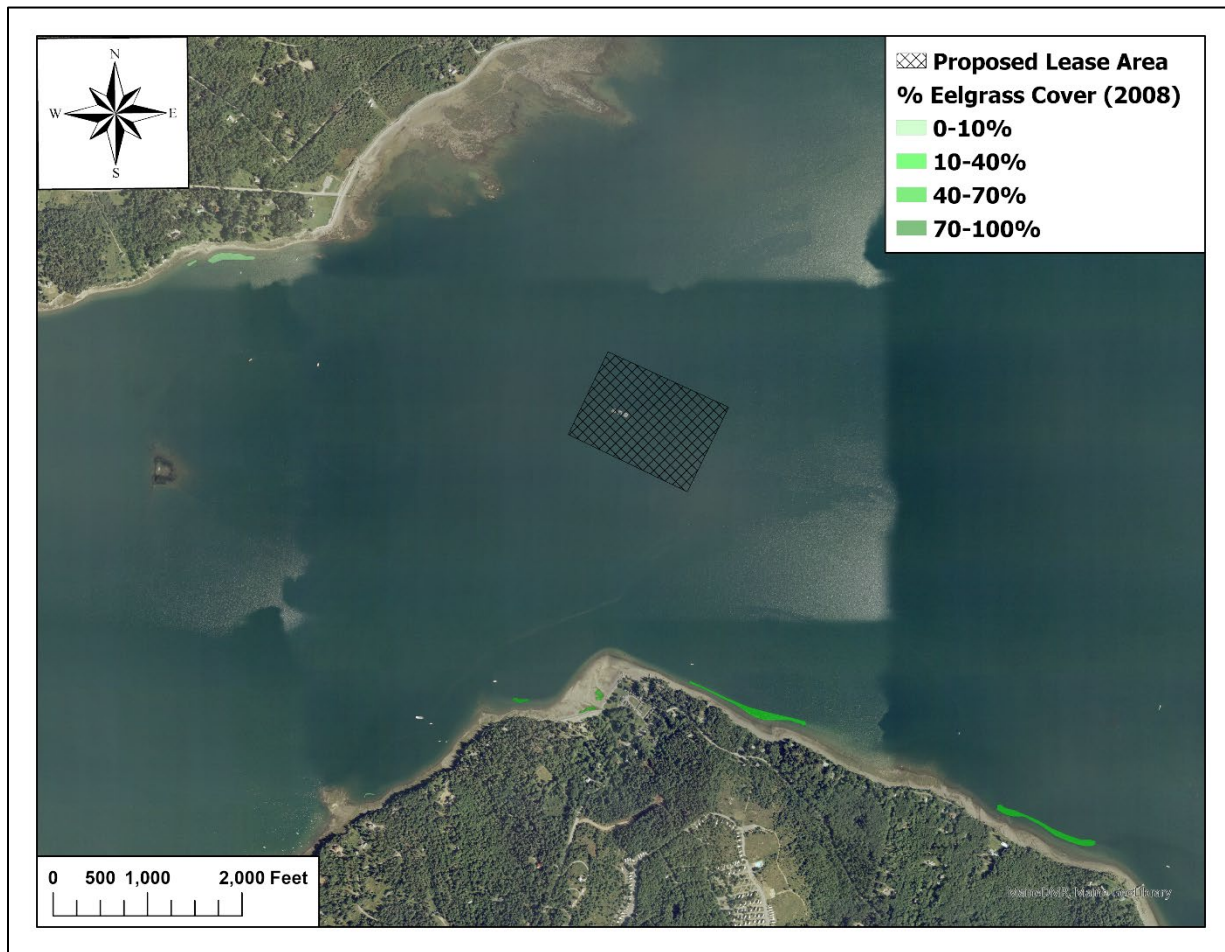 N
W E
S
Proposed Lease Area
% Eelgrass Cover (2008)
0-10%
10-40%
40-70%
70-100%
0 500 1,000 2,000 Feet